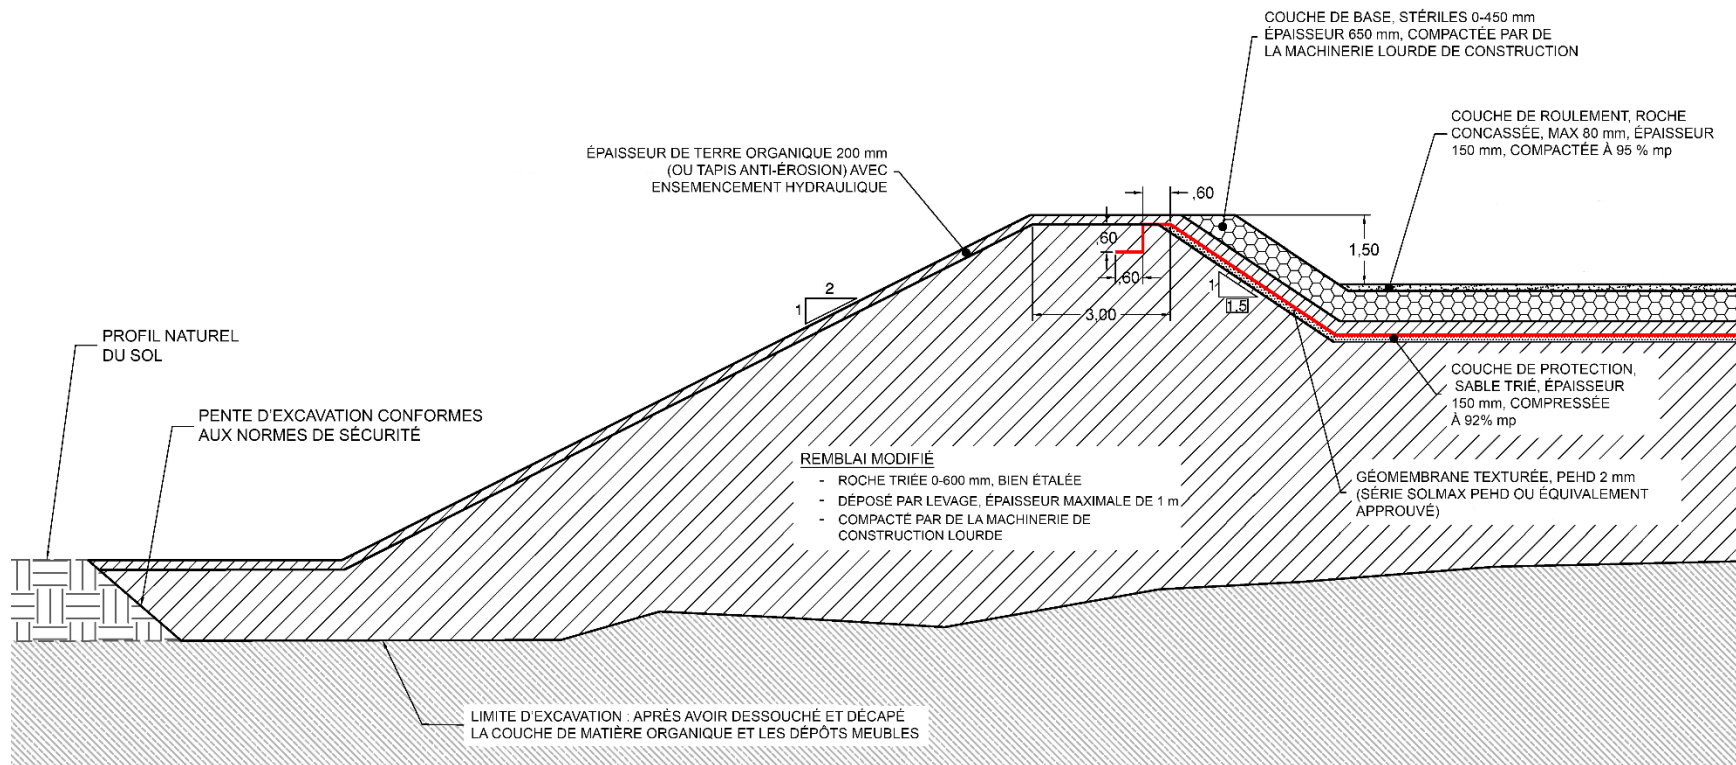 COUCHE DE BASE, STÉRILES 0-450 mm
ÉPAISSEUR 650 mm, COMPACTÉE PAR DE
LA MACHINERIE LOURDE DE CONSTRUCTION
COUCHE DE ROULEMENT, ROCHE
CONCASSÉE, MAX 80 mm, ÉPAISSEUR
150 mm, COMPACTÉE À 95 % mp
ÉPAISSEUR DE TERRE ORGANIQUE 200 mm
(OU TAPIS ANTI-ÉROSION) AVEC
ENSEMENCEMENT HYDRAULIQUE
,60
,60
1,50
,60
3,00
2
1
1
1.5
PROFIL NATUREL
DU SOL
PENTE D'EXCAVATION CONFORMES
AUX NORMES DE SÉCURITÉ
COUCHE DE PROTECTION,
SABLE TRIÉ, ÉPAISSEUR
150 mm, COMPRESSÉE
À 92% mp
REMBLAI MODIFIÉ
- ROCHE TRIÉE 0-600 mm, BIEN ÉTALÉE
- DÉPOSÉ PAR LEVAGE, ÉPAISSEUR MAXIMALE DE 1 m
- COMPACTÉ PAR DE LA MACHINERIE DE
CONSTRUCTION LOURDE
GÉOMEMBRANE TEXTURÉE, PEHD 2 mm
(SÉRIE SOLMAX PEHD OU ÉQUIVALEMENT
APPROUVÉ)
LIMITE D'EXCAVATION : APRÈS AVOIR DESSOUCHÉ ET DÉCAPÉ
LA COUCHE DE MATIÈRE ORGANIQUE ET LES DÉPÔTS MEUBLES